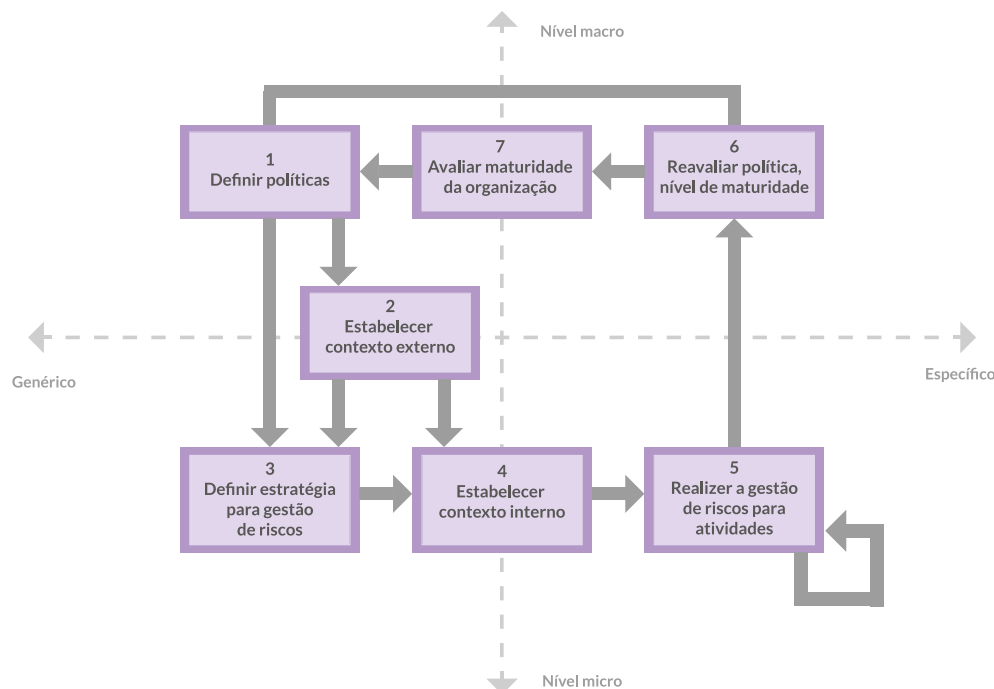 Nível macro
1
Definir políticas
7
Avaliar maturidade
da organização
6
Reavaliar política,
nível de maturidade
2
Estabelecer
contexto externo
Genérico
Específico
3
Definir estratégia
para gestão
de riscos
4
Estabelecer
contexto interno
5
Realizer a gestão
de riscos para
atividades
Nível micro